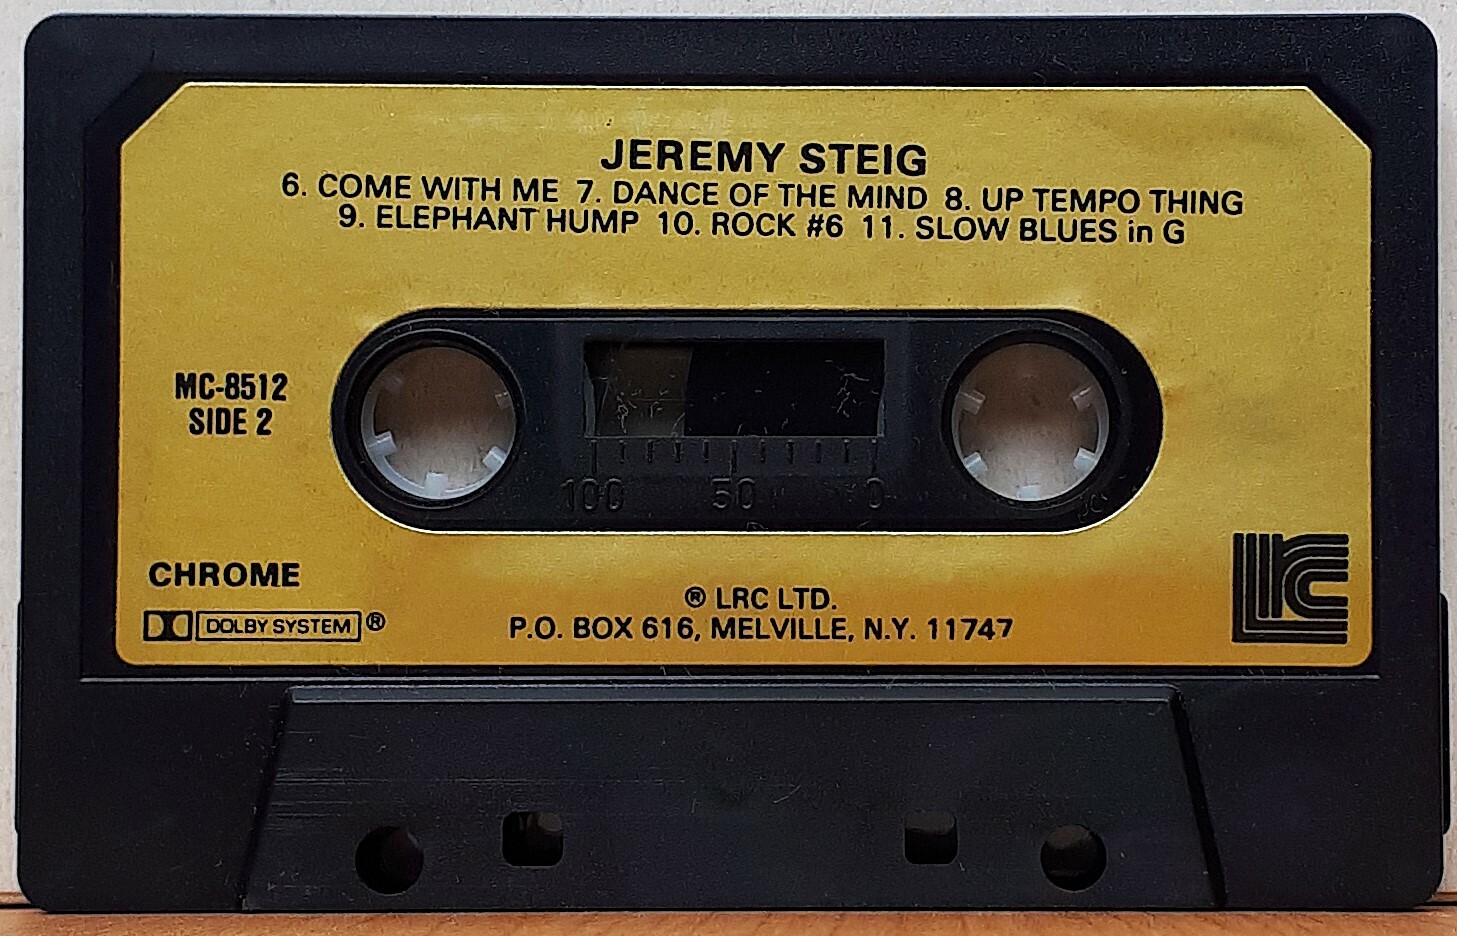 JEREMY STEIG
6. COME WITH ME 7. DANCE OF THE MIND 8. UP TEMPO THING
9. ELEPHANT HUMP 10. ROCK #6 11. SLOW BLUES in G
MC-8512
SIDE 2
100 50 0
CHROME
DOLBY SYSTEM ®
® LRC LTD.
P.O. BOX 616, MELVILLE, N.Y. 11747
LRC